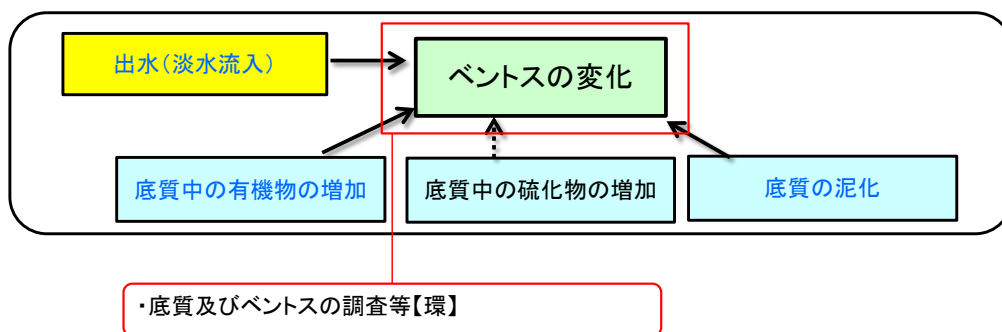 出水（淡水流入）
ベントスの変化
底質中の有機物の増加
底質中の硫化物の増加
底質の泥化
・底質及びベントスの調査等【環】